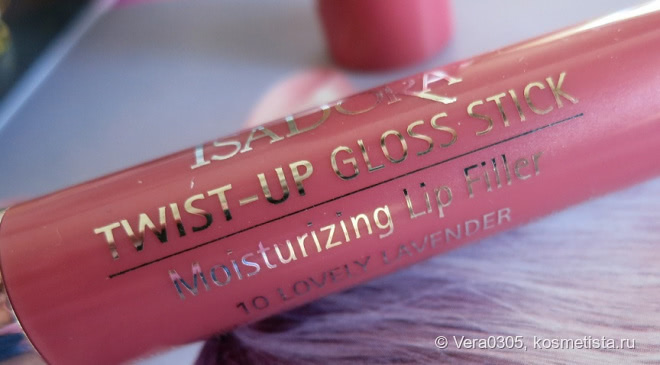 ISADORA
TWIST-UP GLOSS STICK
Moisturizing Lip Filler
10 LOVELY LAVENDER
© Vera0305, kosmetista.ru